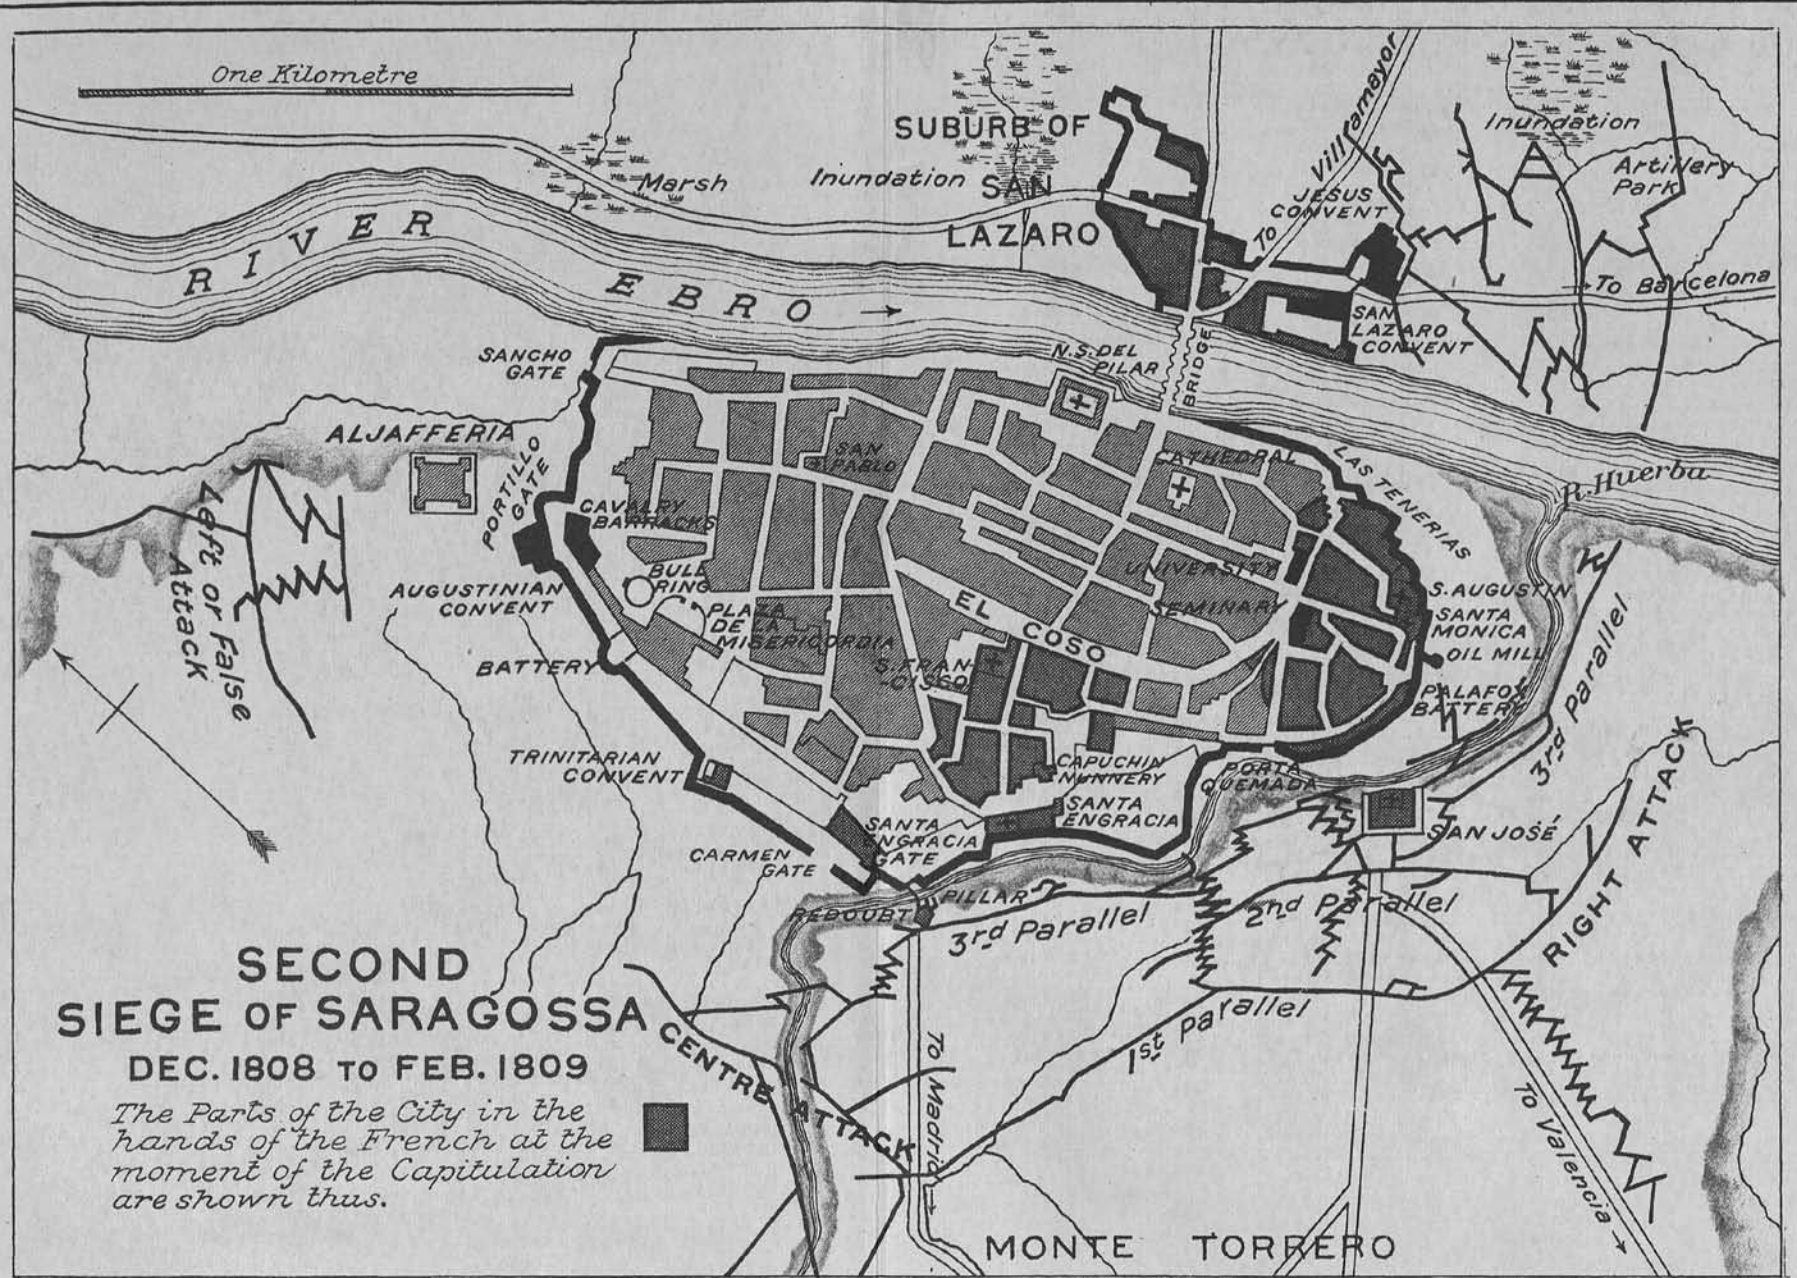 One Kilometre
SUBURB OF
SAN
LAZARO
Inundation
Marsh
To Villamayor
JESUS
CONVENT
Inundation
Artillery
Park
To Barcelona
SAN
LAZARO
CONVENT
RIVER EBRO
BRIDGE
N.S. DEL
PILAR
SANCHO
GATE
ALJAFFERIA
PORTILLO
GATE
CAVALRY
BARRACKS
SAN
PABLO
CATHEDRAL
LAS TENERIAS
R. Huerba
Left or False
Attack
AUGUSTINIAN
CONVENT
BULL
RING
PLAZA
DE LA
MISERICORDIA
UNIVERSITY
SEMINARY
EL COSO
S. AUGUSTIN
SANTA
MONICA
OIL MILL
PALAFOX
BATTERY
3rd Parallel
BATTERY
S. FRAN-
-CISCO
TRINITARIAN
CONVENT
CAPUCHIN
NUNNERY
PORTA
QUEMADA
SANTA
ENGRACIA
SANTA
ENGRACIA
GATE
CARMEN
GATE
SAN JOSÉ
RIGHT ATTACK
PILLAR
REDOUBT
3rd Parallel
2nd Parallel
1st Parallel
CENTRE ATTACK
To Madrid
To Valencia
MONTE TORRERO
SECOND
SIEGE OF SARAGOSSA
DEC. 1808 TO FEB. 1809
The Parts of the City in the
hands of the French at the
moment of the Capitulation
are shown thus.